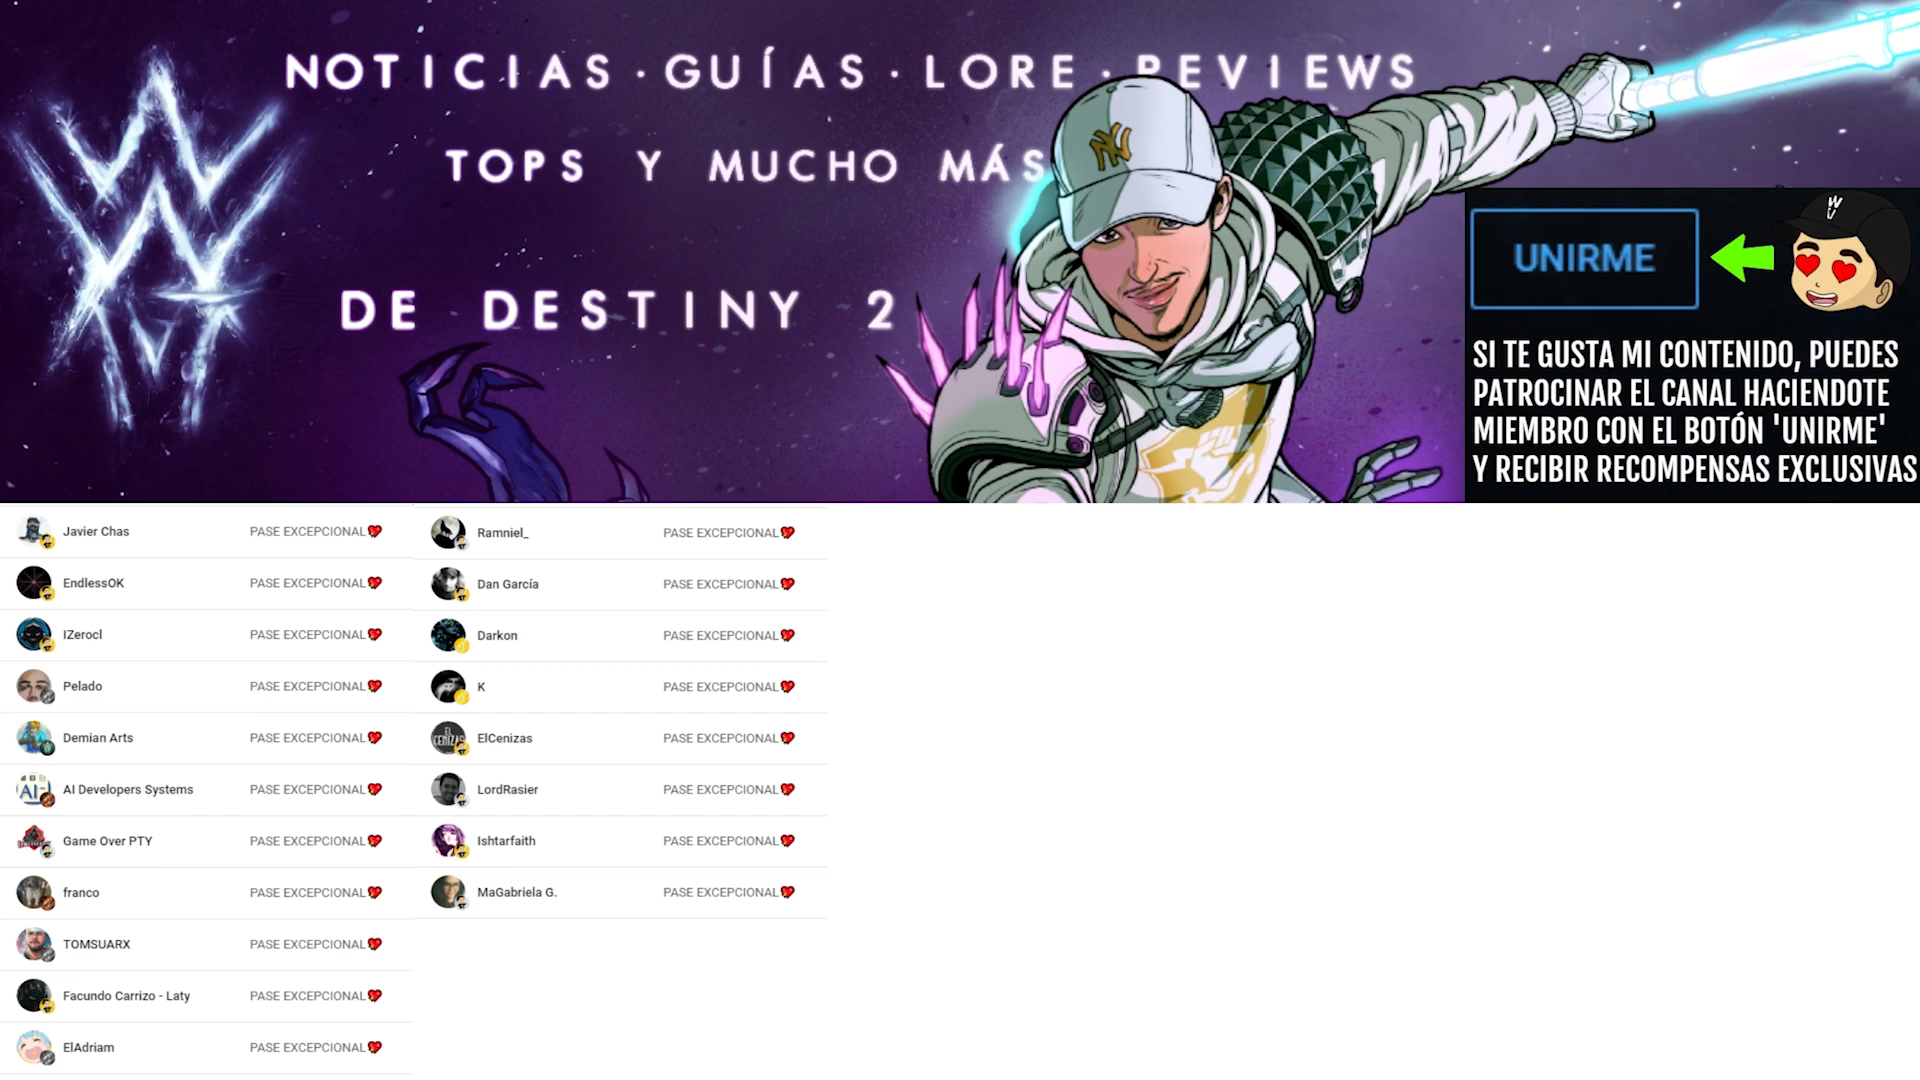 NOTICIAS · GUÍAS · LORE · REVIEWS
TOPS Y MUCHO MÁS
DE DESTINY 2
UNIRME
SI TE GUSTA MI CONTENIDO, PUEDES
PATROCINAR EL CANAL HACIENDOTE
MIEMBRO CON EL BOTÓN 'UNIRME'
Y RECIBIR RECOMPENSAS EXCLUSIVAS
Javier Chas PASE EXCEPCIONAL
EndlessOK PASE EXCEPCIONAL
IZerocl PASE EXCEPCIONAL
Pelado PASE EXCEPCIONAL
Demian Arts PASE EXCEPCIONAL
AI Developers Systems PASE EXCEPCIONAL
Game Over PTY PASE EXCEPCIONAL
franco PASE EXCEPCIONAL
TOMSUARX PASE EXCEPCIONAL
Facundo Carrizo - Laty PASE EXCEPCIONAL
ElAdriam PASE EXCEPCIONAL
Ramniel_ PASE EXCEPCIONAL
Dan García PASE EXCEPCIONAL
Darkon PASE EXCEPCIONAL
K PASE EXCEPCIONAL
ElCenizas PASE EXCEPCIONAL
LordRasier PASE EXCEPCIONAL
Ishtarfaith PASE EXCEPCIONAL
MaGabriela G. PASE EXCEPCIONAL